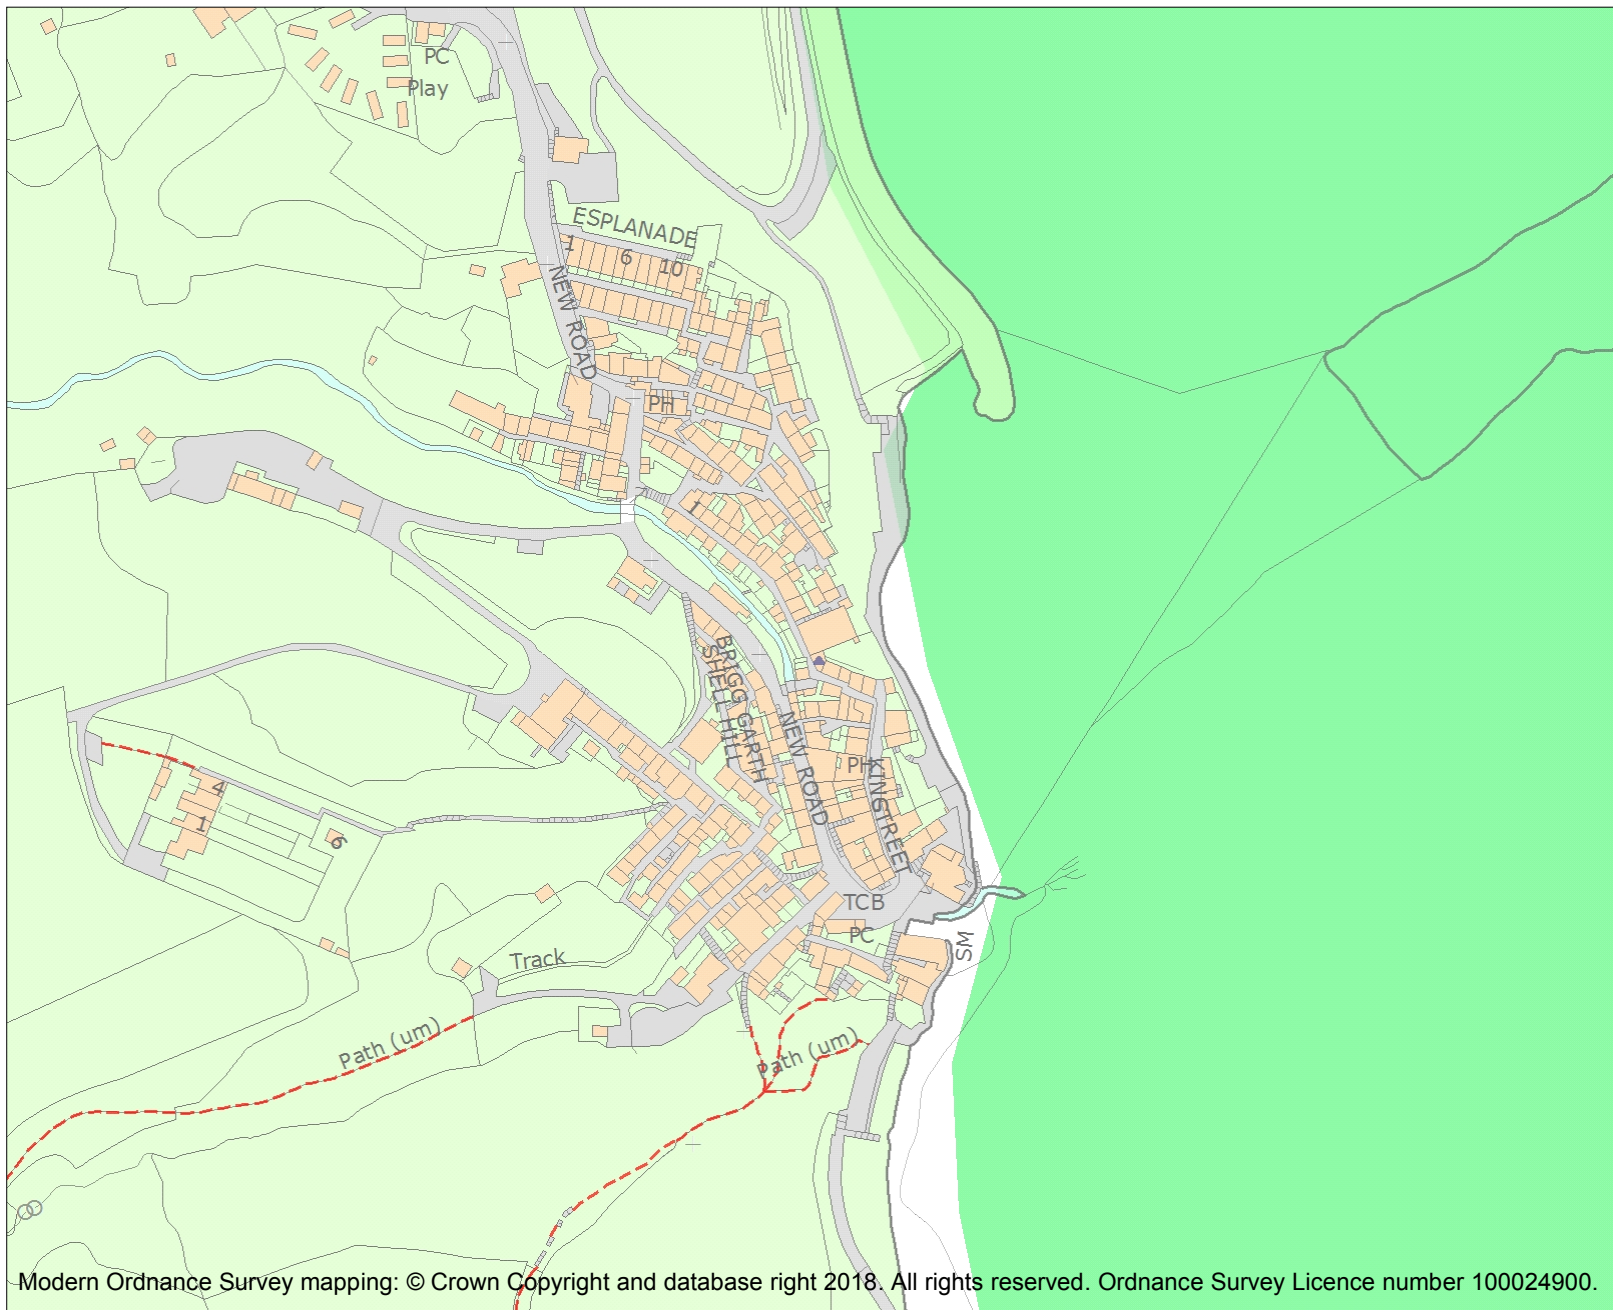 PC
Play
ESPLANADE
1
6
10
NEW ROAD
PH
1
BRIGG GARTH
SHELL HILL
NEW ROAD
PH
KING STREET
4
1
6
TCB
PC
SM
Track
Path (um)
Path (um)
Modern Ordnance Survey mapping: © Crown Copyright and database right 2018. All rights reserved. Ordnance Survey Licence number 100024900.